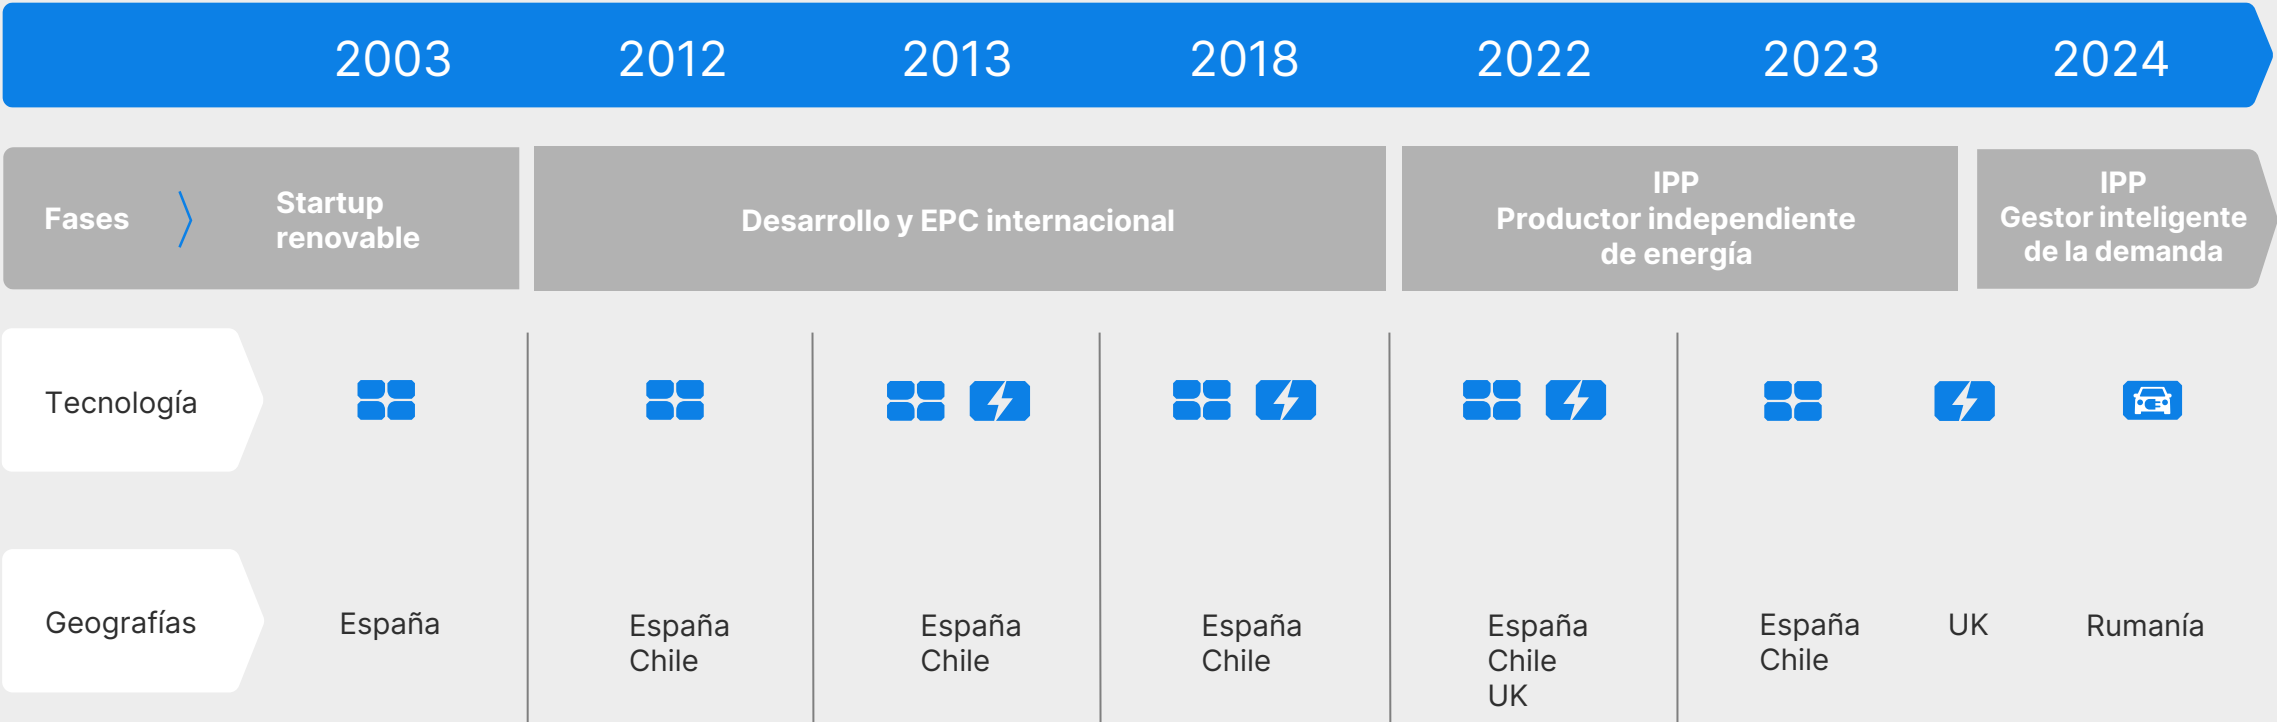 2003 2012 2013 2018 2022 2023 2024
Fases
Startup
renovable
Desarrollo y EPC internacional
IPP
Productor independiente
de energía
IPP
Gestor inteligente
de la demanda
Tecnología
Geografías
España
España
Chile
España
Chile
España
Chile
España
Chile
UK
España
Chile
UK
Rumanía